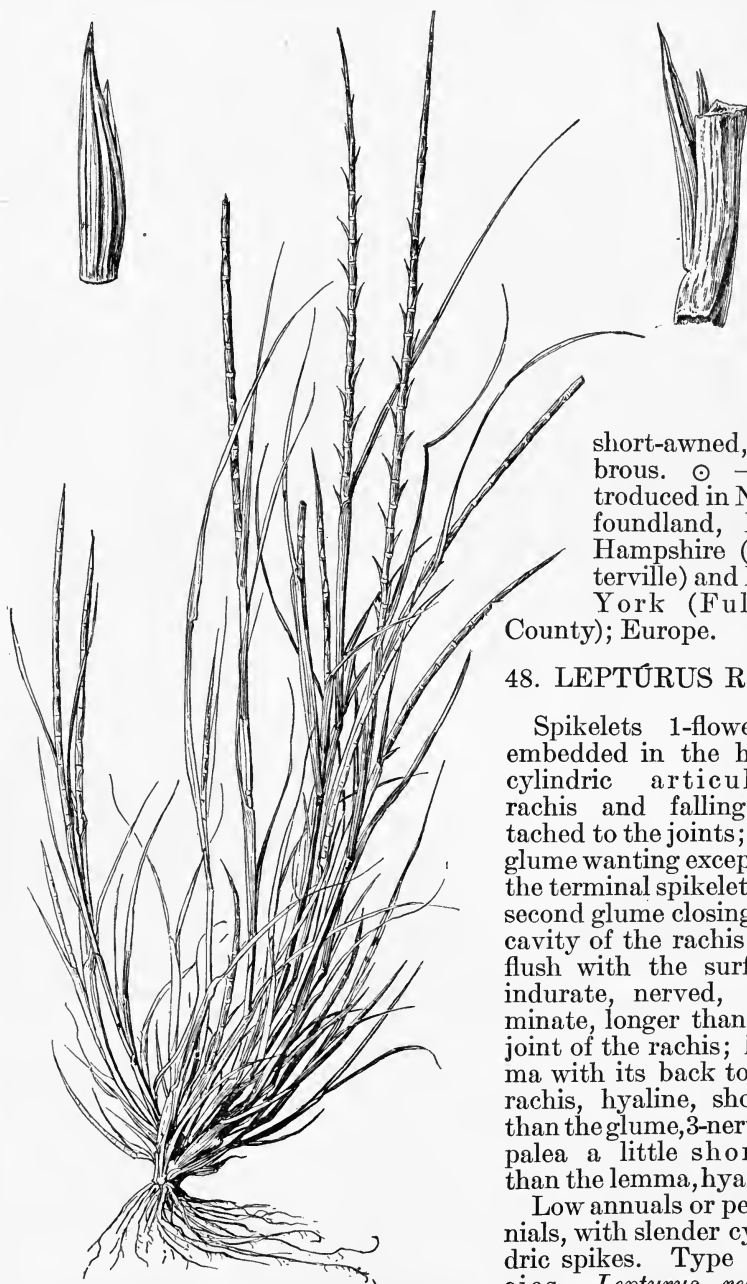 short-awned,
brous. ⊙ —
troduced in N
foundland,
Hampshire (
terville) and
York (Ful
County); Europe.
48. LEPTÚRUS R
Spikelets 1-flowe
embedded in the h
cylindric articul
rachis and falling
tached to the joints;
glume wanting excep
the terminal spikelet
second glume closing
cavity of the rachis
flush with the surf
indurate, nerved,
minate, longer than
joint of the rachis; l
ma with its back to
rachis, hyaline, sho
than the glume, 3-ner
palea a little shor
than the lemma, hya
Low annuals or pe
nials, with slender cy
dric spikes. Type